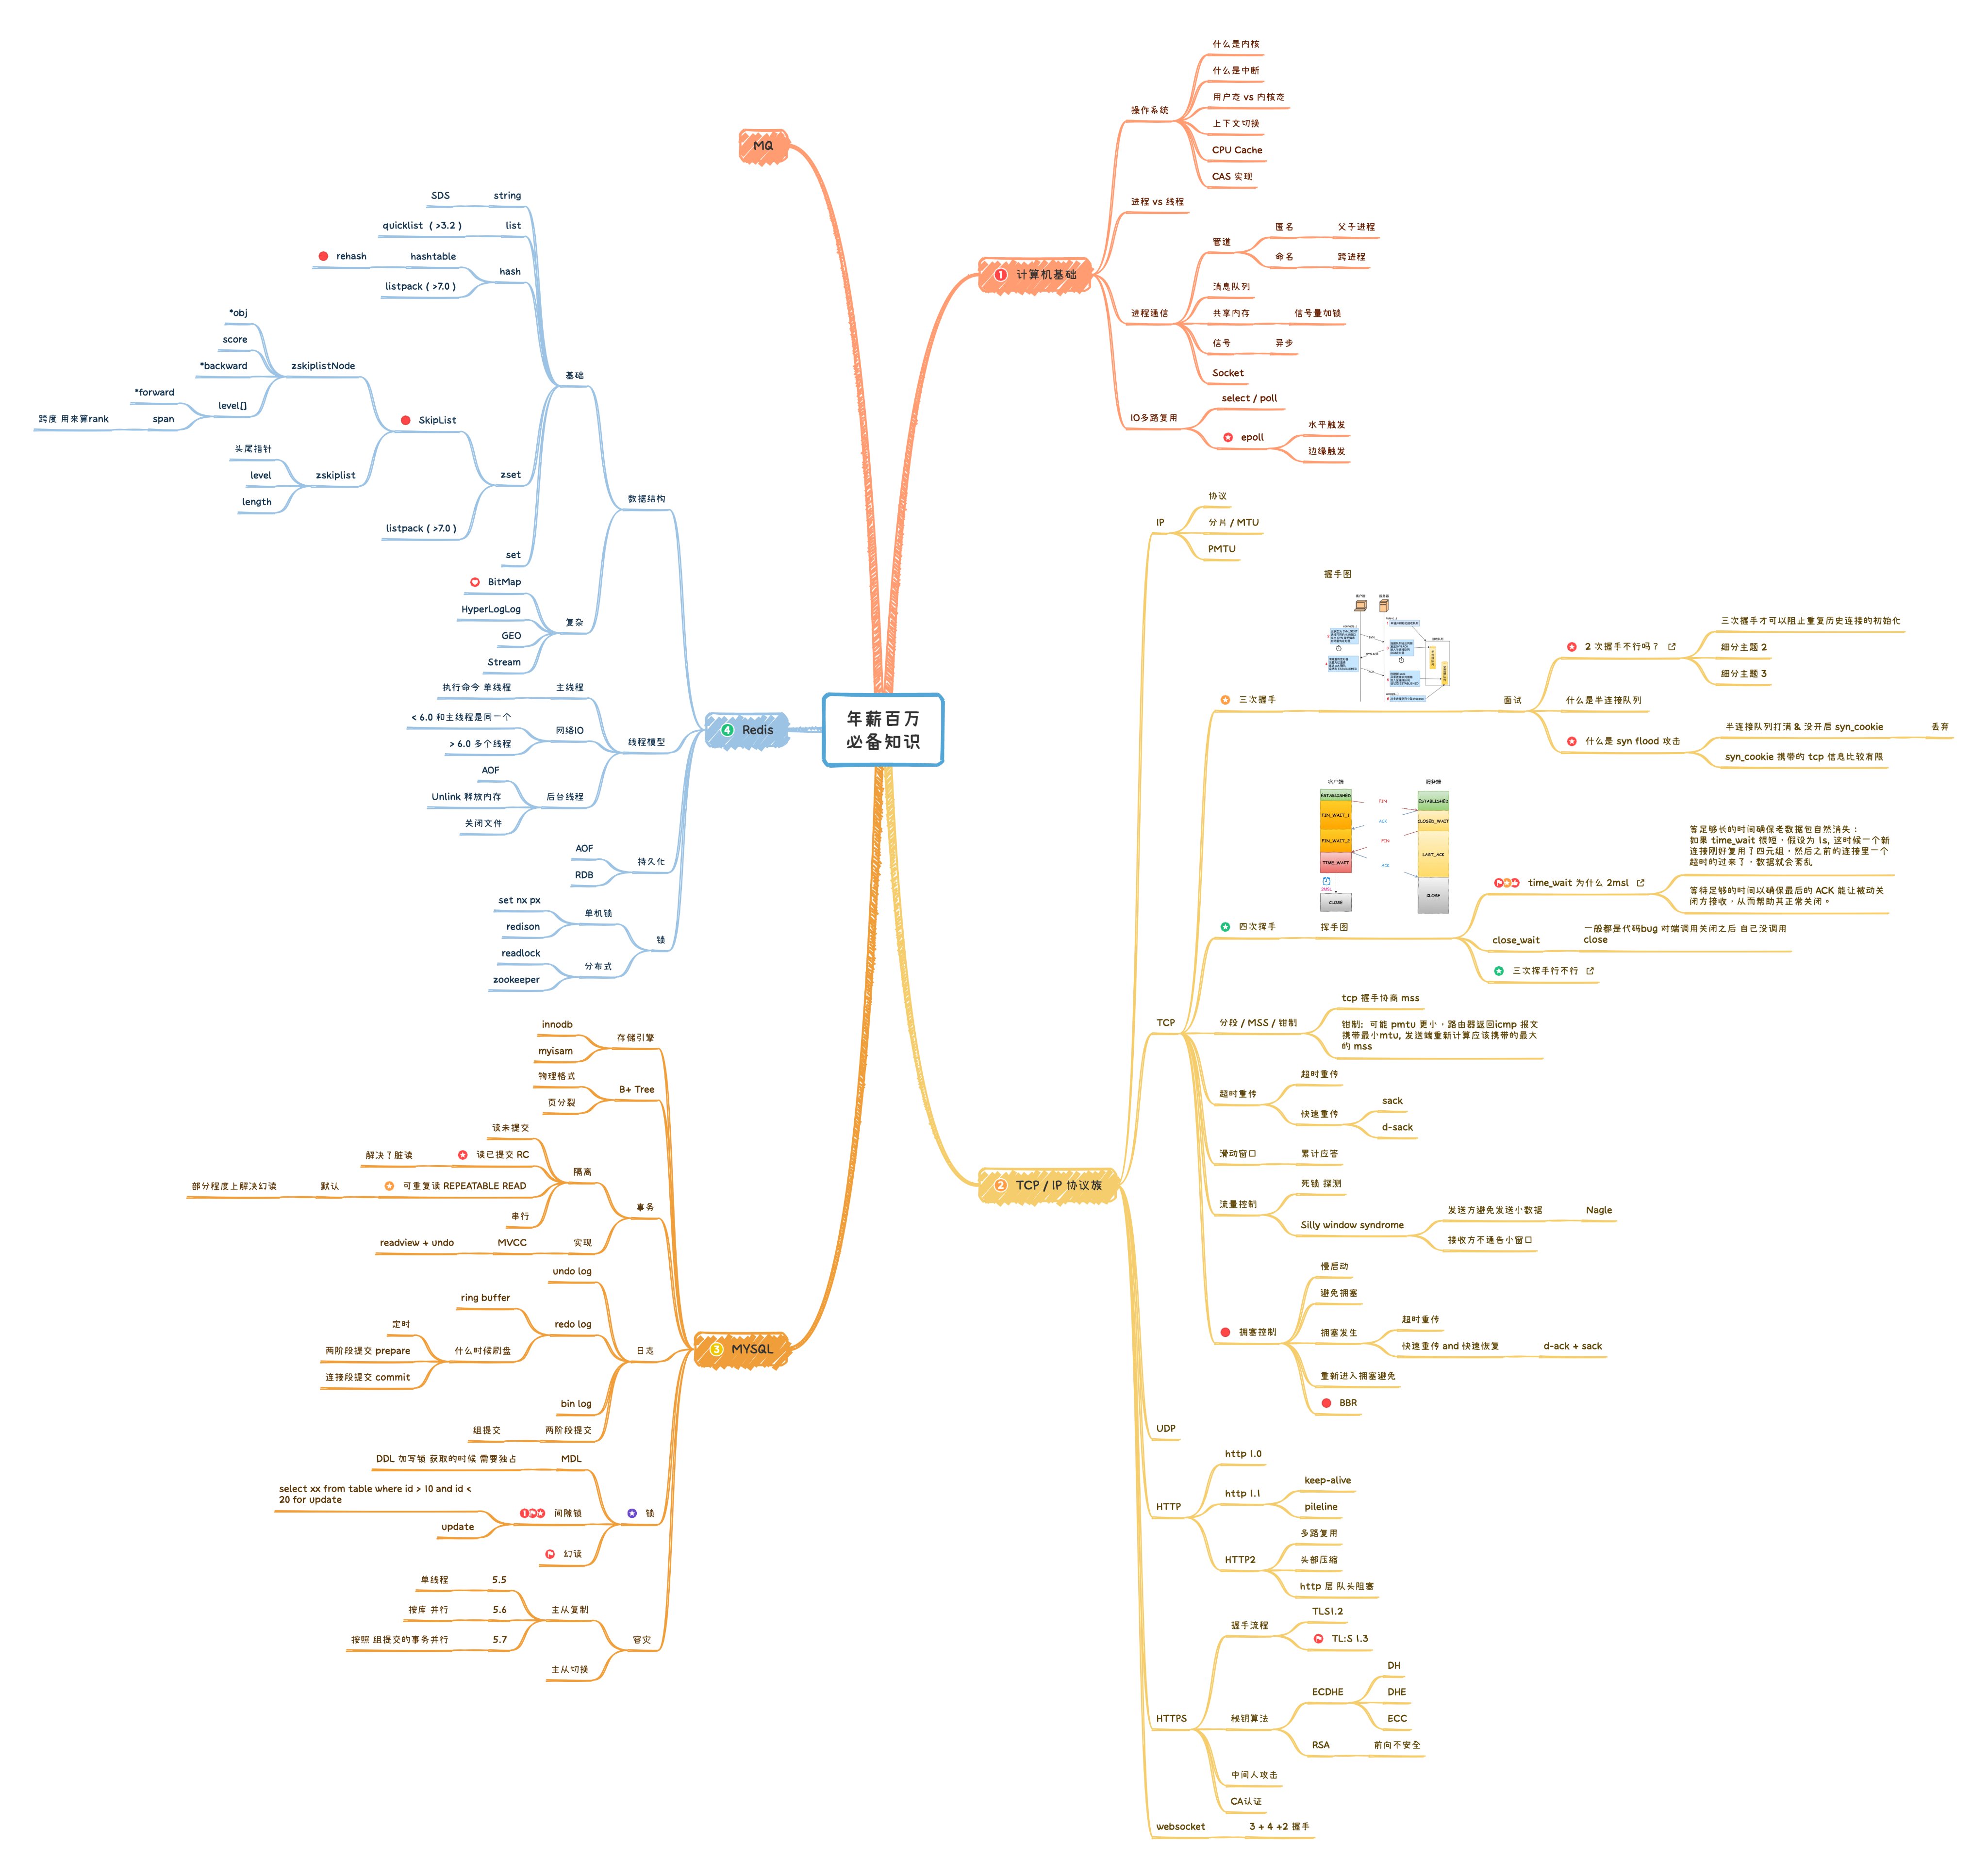 年薪百万
必备知识
1 计算机基础
操作系统
什么是内核
什么是中断
用户态 vs 内核态
上下文切换
CPU Cache
CAS 实现
进程 vs 线程
进程通信
管道
匿名
父子进程
命名
跨进程
消息队列
共享内存
信号量加锁
信号
异步
Socket
IO多路复用
select / poll
epoll
水平触发
边缘触发
2 TCP / IP 协议族
IP
协议
分片 / MTU
PMTU
TCP
三次握手
握手图
客户端
服务器
面试
2 次握手不行吗？
三次握手才可以阻止重复历史连接的初始化
细分主题 2
细分主题 3
什么是半连接队列
什么是 syn flood 攻击
半连接队列打满 & 没开启 syn_cookie
丢弃
syn_cookie 携带的 tcp 信息比较有限
四次挥手
客户端
服务端
ESTABLISHED
FIN_WAIT_1
FIN_WAIT_2
TIME_WAIT
2MSL
CLOSE
FIN
ACK
FIN
ACK
ESTABLISHED
CLOSED_WAIT
LAST_ACK
CLOSE
挥手图
time_wait 为什么 2msl
等足够长的时间确保老数据包自然消失：
如果 time_wait 很短，假设为 1s, 这时候一个新
连接刚好复用了四元组，然后之前的连接里一个
超时的过来了，数据就会紊乱
等待足够的时间以确保最后的 ACK 能让被动关
闭方接收，从而帮助其正常关闭。
close_wait
一般都是代码bug 对端调用关闭之后 自己没调用
close
三次挥手行不行
分段 / MSS / 钳制
tcp 握手协商 mss
钳制: 可能 pmtu 更小，路由器返回icmp 报文
携带最小mtu, 发送端重新计算应该携带的最大
的 mss
超时重传
超时重传
快速重传
sack
d-sack
滑动窗口
累计应答
流量控制
死锁 探测
Silly window syndrome
发送方避免发送小数据
Nagle
接收方不通告小窗口
拥塞控制
慢启动
避免拥塞
拥塞发生
超时重传
快速重传 and 快速恢复
d-ack + sack
重新进入拥塞避免
BBR
UDP
HTTP
http 1.0
http 1.1
keep-alive
pileline
HTTP2
多路复用
头部压缩
http 层 队头阻塞
HTTPS
握手流程
TLS1.2
TL:S 1.3
秘钥算法
ECDHE
DH
DHE
ECC
RSA
前向不安全
中间人攻击
CA认证
websocket
3 + 4 +2 握手
3 MYSQL
存储引擎
innodb
myisam
B+ Tree
物理格式
页分裂
事务
隔离
读未提交
读已提交 RC
解决了脏读
可重复读 REPEATABLE READ
默认
部分程度上解决幻读
串行
实现
MVCC
readview + undo
日志
undo log
redo log
ring buffer
什么时候刷盘
定时
两阶段提交 prepare
连接段提交 commit
bin log
两阶段提交
组提交
锁
MDL
DDL 加写锁 获取的时候 需要独占
间隙锁
select xx from table where id > 10 and id <
20 for update
update
幻读
容灾
主从复制
5.5
单线程
5.6
按库 并行
5.7
按照 组提交的事务并行
主从切换
4 Redis
数据结构
基础
string
SDS
list
quicklist（ >3.2 ）
hash
hashtable
rehash
listpack ( >7.0 )
zset
SkipList
zskiplistNode
*obj
score
*backward
level[]
*forward
span
跨度 用来算rank
zskiplist
头尾指针
level
length
listpack ( >7.0 )
set
复杂
BitMap
HyperLogLog
GEO
Stream
线程模型
主线程
执行命令 单线程
网络IO
< 6.0 和主线程是同一个
> 6.0 多个线程
后台线程
AOF
Unlink 释放内存
关闭文件
持久化
AOF
RDB
锁
单机锁
set nx px
redison
分布式
readlock
zookeeper
MQ